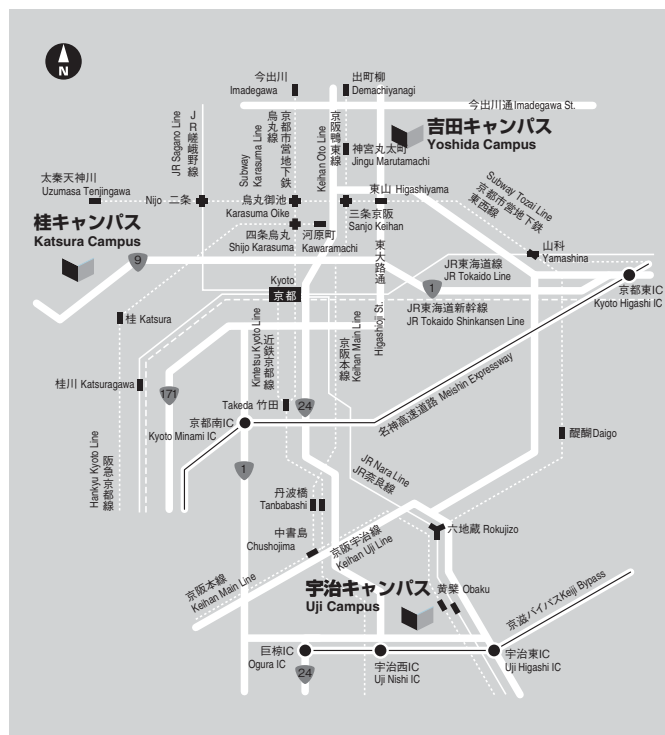 N
今出川
Imadegawa
出町柳
Demachiyanagi
今出川通Imadegawa St.
吉田キャンパス
Yoshida Campus
JR嵯峨野線
JR Sagano Line
京都市営地下鉄
烏丸線
Subway
Karasuma Line
京阪鴨東線
Keihan Oto Line
神宮丸太町
Jingu Marutamachi
太秦天神川
Uzumasa Tenjingawa
Nijo 二条
烏丸御池
Karasuma Oike
東山 Higashiyama
三条京阪
Sanjo Keihan
Subway Tozai Line
京都市営地下鉄
東西線
桂キャンパス
Katsura Campus
四条烏丸
Shijo Karasuma
河原町
Kawaramachi
東大路通
Higashioji St.
山科
Yamashina
9
JR東海道線
JR Tokaido Line
1
京都東IC
Kyoto Higashi IC
Kyoto
京都
JR東海道新幹線
JR Tokaido Shinkansen Line
桂 Katsura
Kintetsu Kyoto Line
近鉄京都線
京阪本線
Keihan Main Line
名神高速道路 Meishin Expressway
桂川 Katsuragawa
171
Takeda 竹田
24
京都南IC
Kyoto Minami IC
醍醐Daigo
Hankyu Kyoto Line
阪急京都線
1
JR Nara Line
JR奈良線
丹波橋
Tanbabashi
中書島
Chushojima
京阪宇治線
Keihan Uji Line
六地蔵 Rokujizo
京阪本線
Keihan Main Line
宇治キャンパス
Uji Campus
黄檗 Obaku
京滋バイパスKeiji Bypass
巨椋IC
Ogura IC
宇治西IC
Uji Nishi IC
宇治東IC
Uji Higashi IC
24